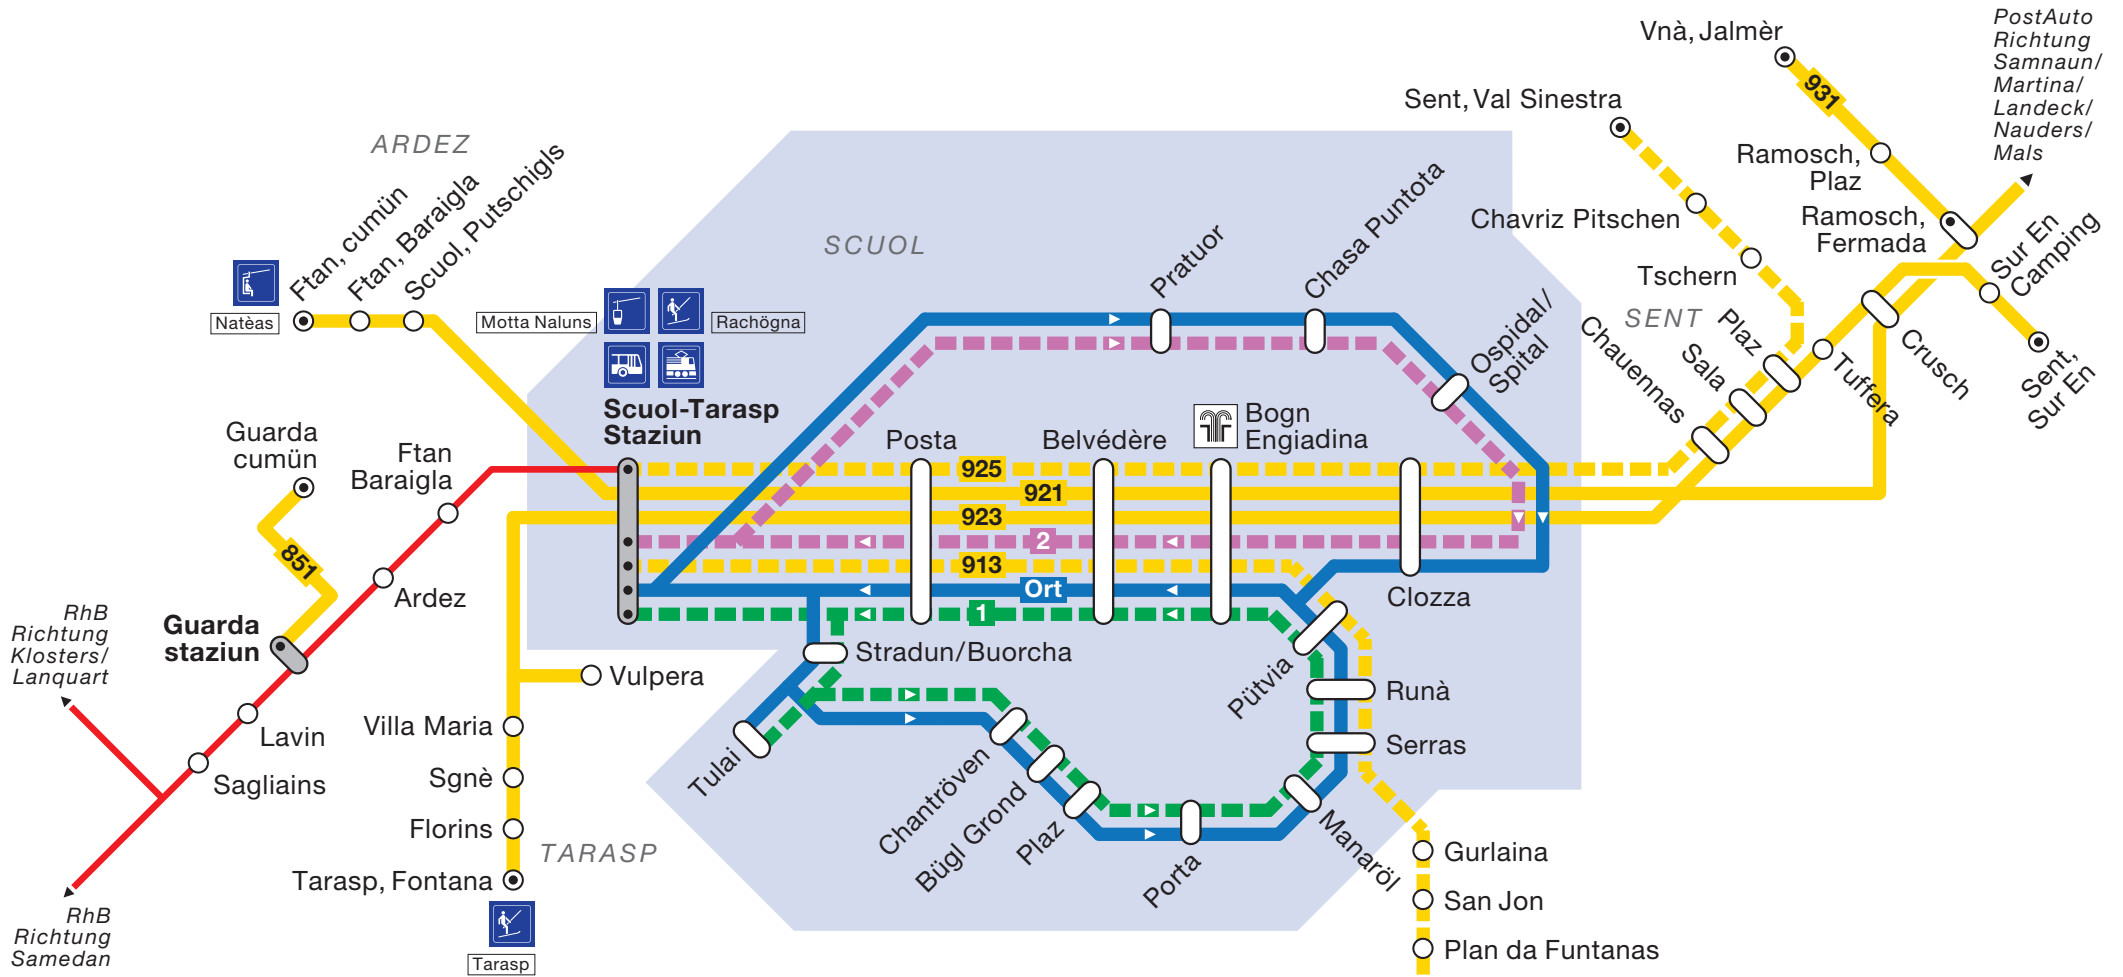 PostAuto
Richtung
Samnaun/
Martina/
Landeck/
Nauders/
Mals
Vnà, Jalmèr
931
Sent, Val Sinestra
Ramosch,
Plaz
Chavriz Pitschen
Ramosch,
Fermada
Sur En
Camping
Tschern
SENT
Plaz
Sala
Chauennas
Tuffera
Crusch
Sent,
Sur En
ARDEZ
Ftan, cumün
Ftan, Baraigla
Scuol, Putschigls
Natèas
Motta Naluns
Rachögna
SCUOL
Pratuor
Chasa Puntota
Ospidal/
Spital
Scuol-Tarasp
Staziun
Posta
Belvédère
Bogn
Engiadina
925
921
923
2
913
Ort
1
Clozza
Guarda
cumün
Ftan
Baraigla
851
Ardez
Guarda
staziun
RhB
Richtung
Klosters/
Lanquart
Lavin
Sagliains
RhB
Richtung
Samedan
Vulpera
Villa Maria
Sgnè
Florins
Tarasp, Fontana
TARASP
Tarasp
Stradun/Buorcha
Tulai
Chantröven
Bügl Grond
Plaz
Porta
Manaröl
Pütvia
Runà
Serras
Gurlaina
San Jon
Plan da Funtanas